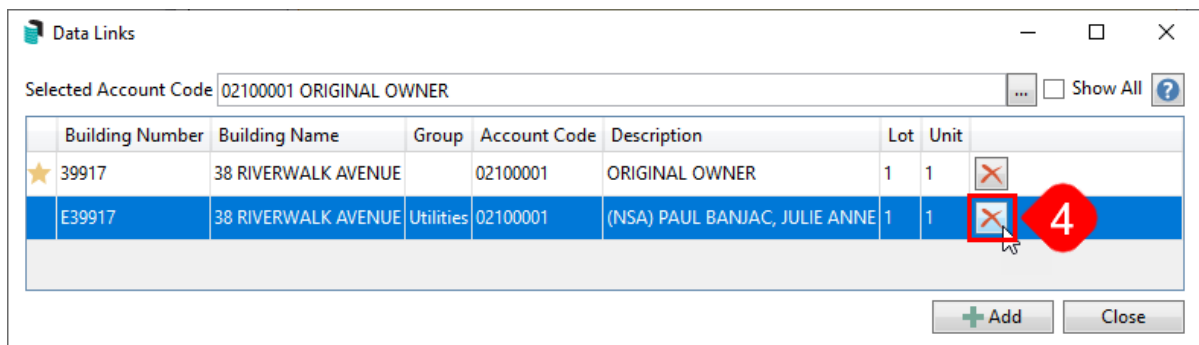 Data Links
Selected Account Code 02100001 ORIGINAL OWNER ... Show All ?
Building Number Building Name Group Account Code Description Lot Unit
39917 38 RIVERWALK AVENUE 02100001 ORIGINAL OWNER 1 1
E39917 38 RIVERWALK AVENUE Utilities 02100001 (NSA) PAUL BANJAC, JULIE ANNE 1 1 4
Add Close